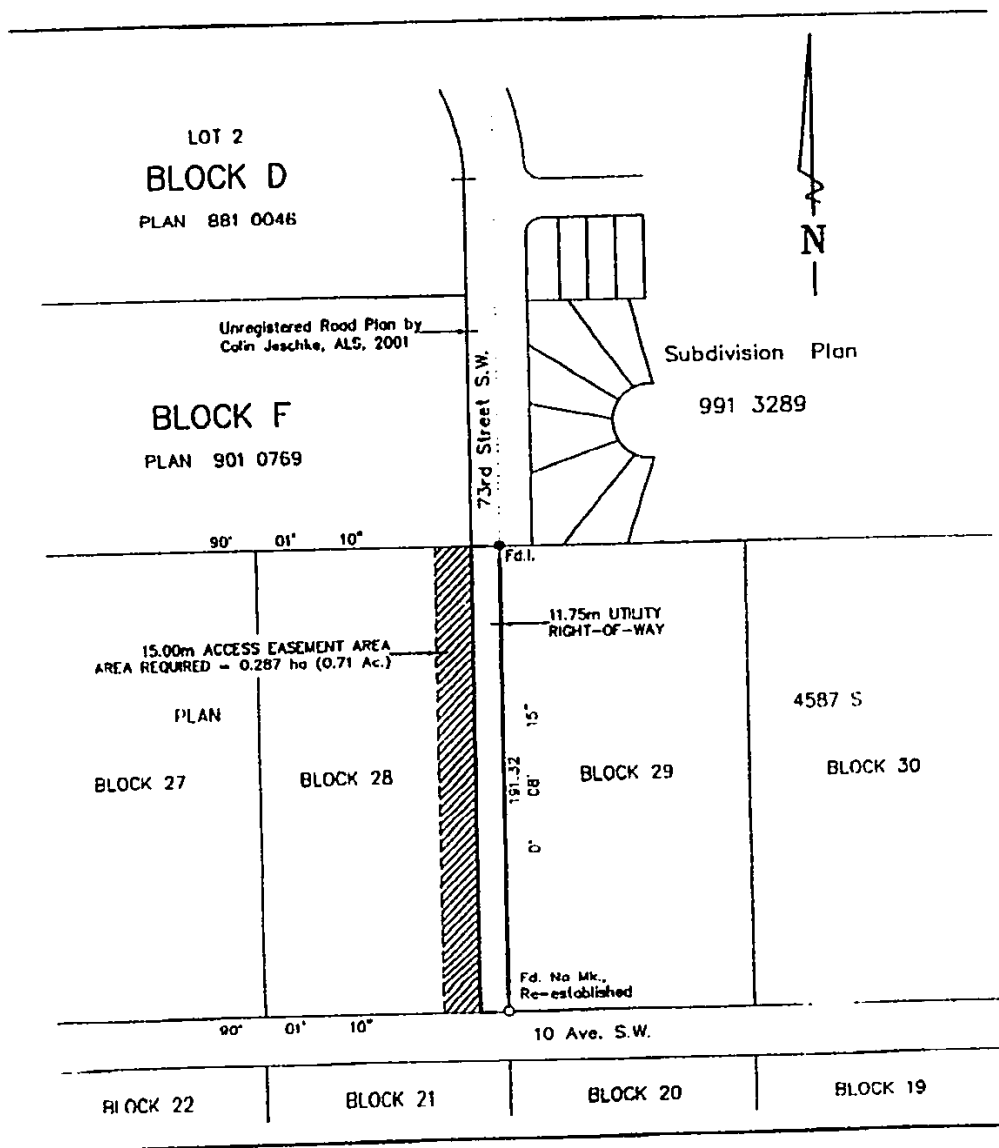 LOT 2
BLOCK D
PLAN 881 0046
N
Unregistered Road Plan by
Colin Jeschke, ALS, 2001
73rd Street S.W.
Subdivision Plan
991 3289
BLOCK F
PLAN 901 0769
90° 01' 10"
Fd.I.
11.75m UTILITY
RIGHT-OF-WAY
15.00m ACCESS EASEMENT AREA
AREA REQUIRED = 0.287 ha (0.71 Ac.)
PLAN
4587 S
191.32
0° 08' 15"
BLOCK 27
BLOCK 28
BLOCK 29
BLOCK 30
Fd. No Mk.,
Re-established
90° 01' 10"
10 Ave. S.W.
BLOCK 22
BLOCK 21
BLOCK 20
BLOCK 19